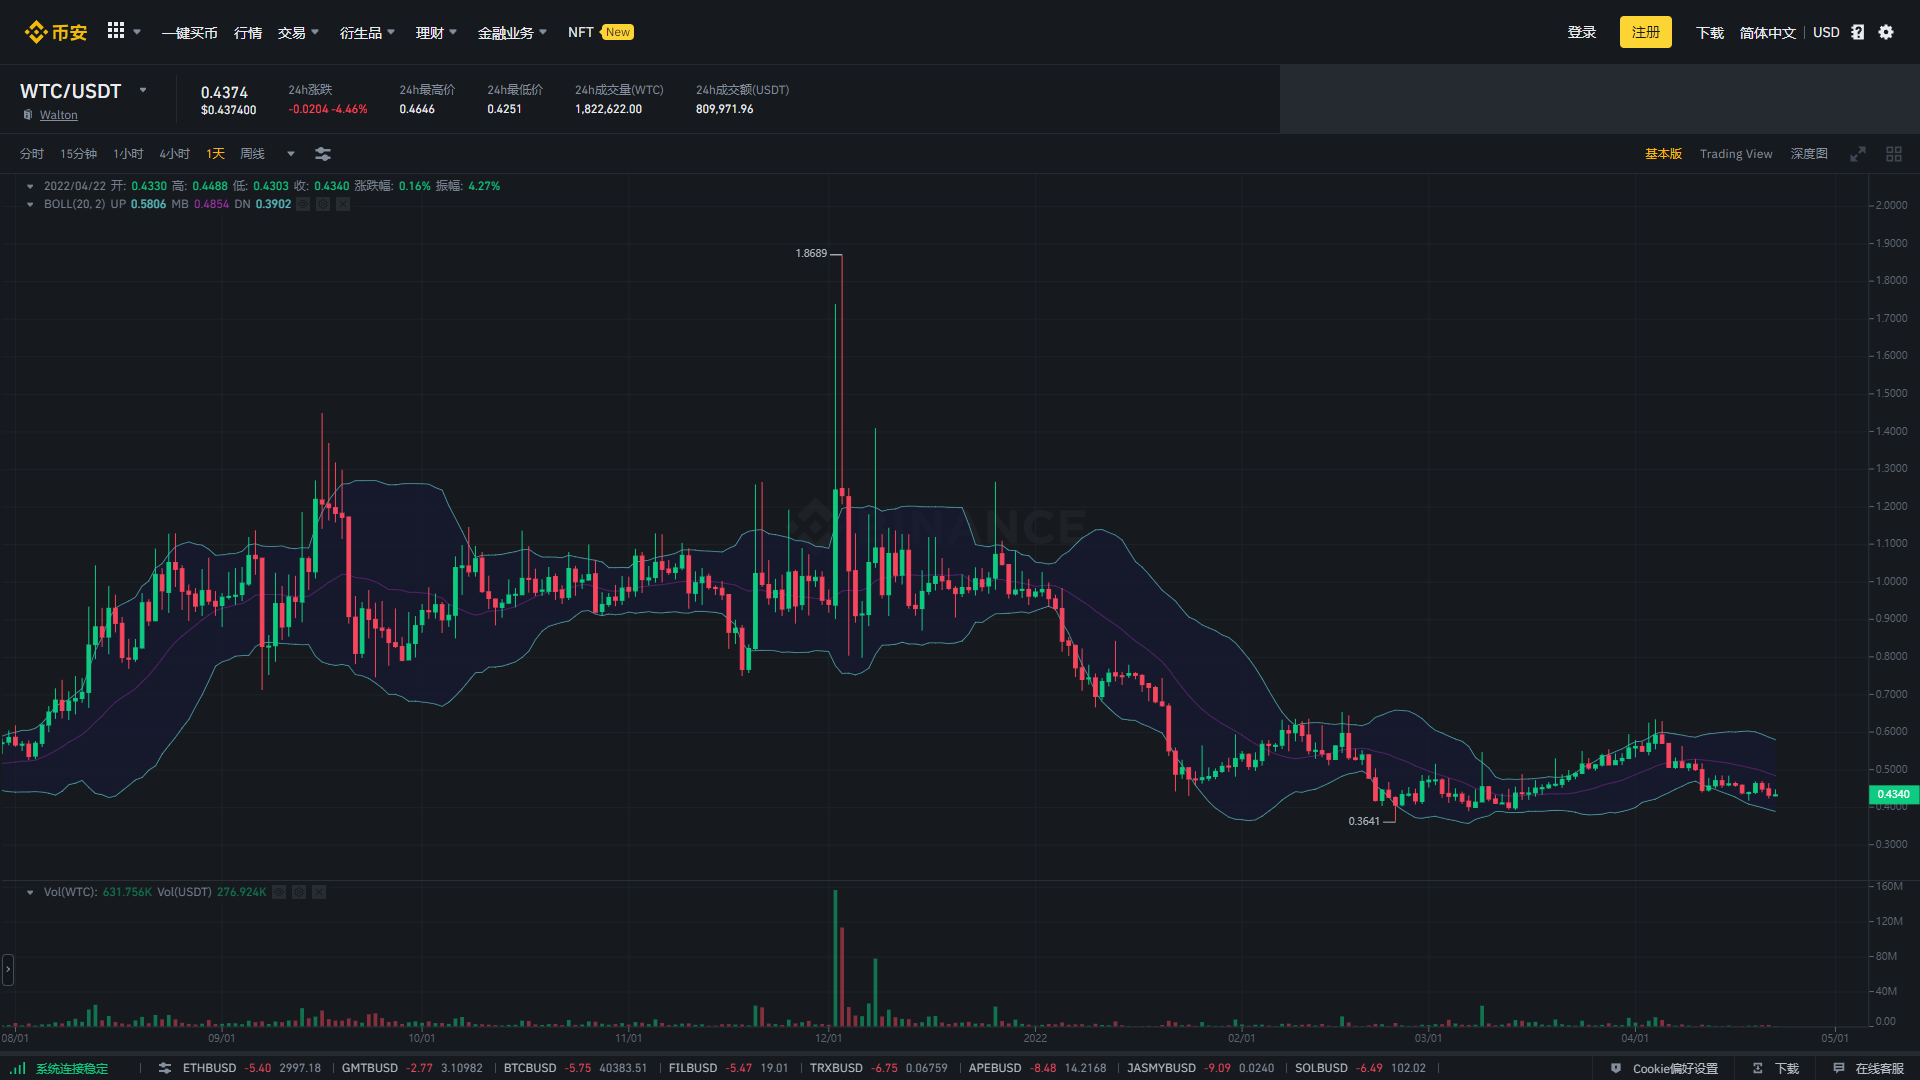 币安 一键买币 行情 交易 衍生品 理财 金融业务 NFT New 登录 注册 下载 简体中文 USD
WTC/USDT 0.4374 24h涨跌 24h最高价 24h最低价 24h成交量(WTC) 24h成交额(USDT)
Walton $0.437400 -0.0204 -4.46% 0.4646 0.4251 1,822,622.00 809,971.96
分时 15分钟 1小时 4小时 1天 周线 基本版 Trading View 深度图
2022/04/22 开: 0.4330 高: 0.4488 低: 0.4303 收: 0.4340 涨跌幅: 0.16% 振幅: 4.27%
BOLL(20, 2) UP 0.5806 MB 0.4854 DN 0.3902
2.0000
1.9000
1.8689
1.8000
1.7000
1.6000
1.5000
1.4000
1.3000
1.2000
BINANCE
1.1000
1.0000
0.9000
0.8000
0.7000
0.6000
0.5000
0.4340
0.4000
0.3641
0.3000
Vol(WTC): 631.756K Vol(USDT) 276.924K
160M
120M
80M
40M
0.00
08/01 09/01 10/01 11/01 12/01 2022 02/01 03/01 04/01 05/01
系统连接稳定 ETHBUSD -5.40 2997.18 GMTBUSD -2.77 3.10982 BTCBUSD -5.75 40383.51 FILBUSD -5.47 19.01 TRXBUSD -6.75 0.06759 APEBUSD -8.48 14.2168 JASMYBUSD -9.09 0.0240 SOLBUSD -6.49 102.02 Cookie偏好设置 下载 在线客服